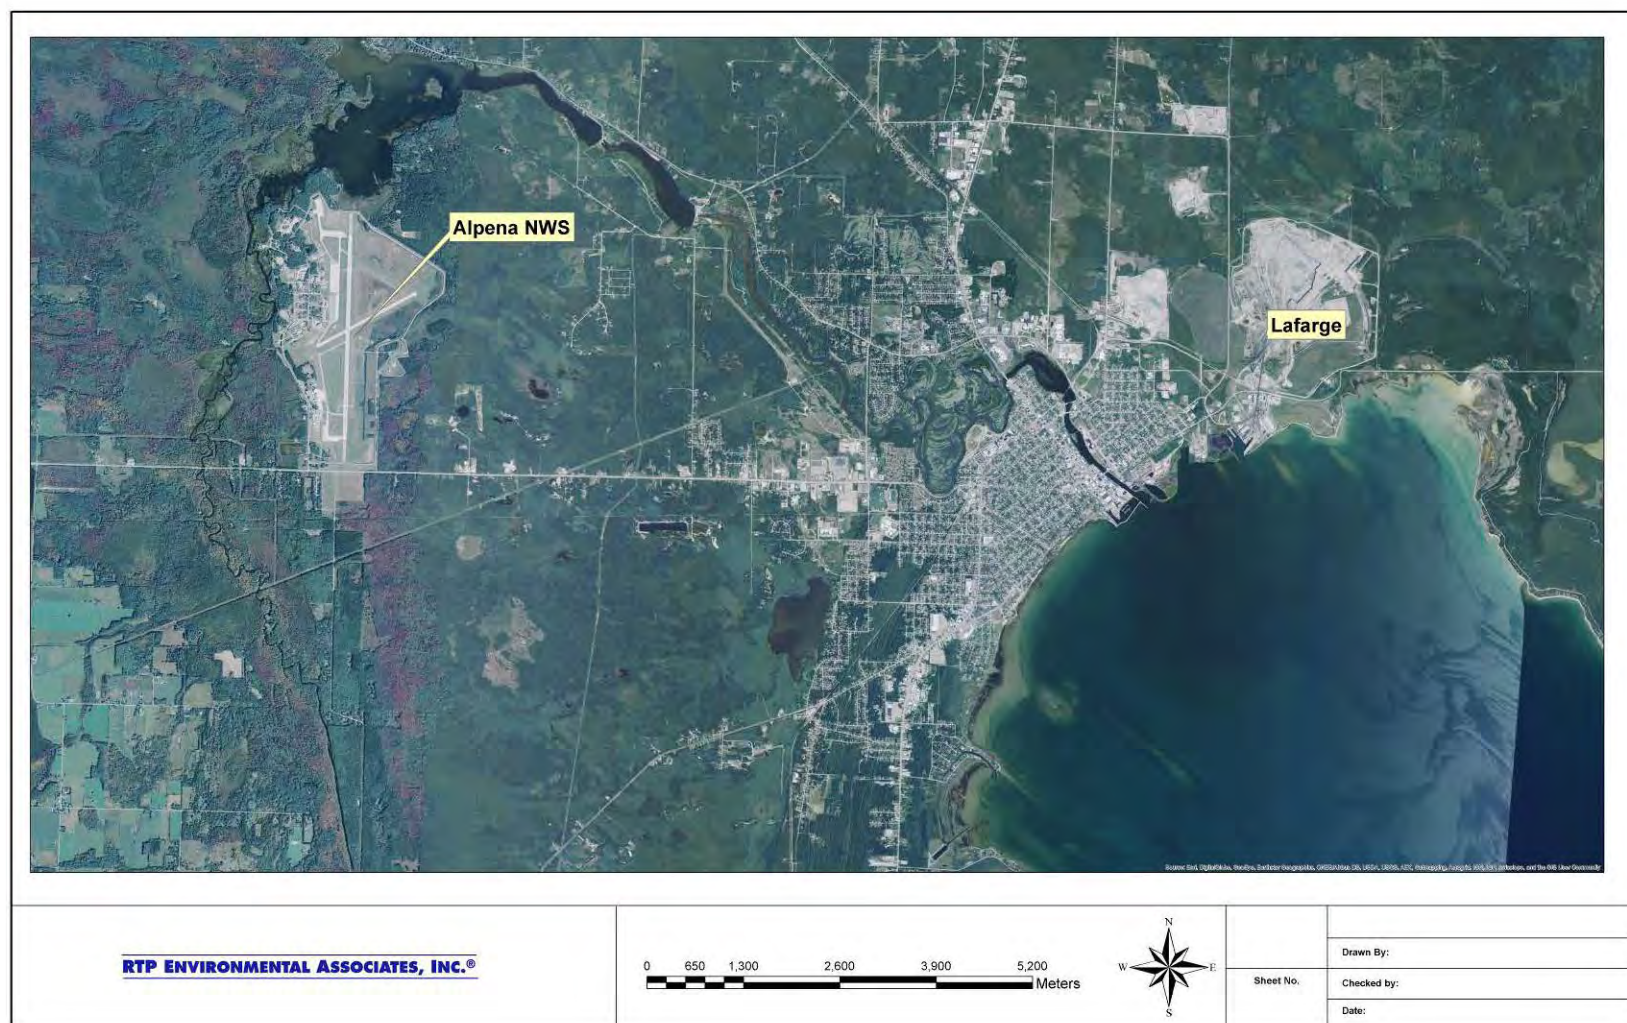 Alpena NWS
Lafarge
RTP ENVIRONMENTAL ASSOCIATES, INC.®
0 650 1,300 2,600 3,900 5,200
Meters
N
W E
S
Sheet No.
Drawn By:
Checked by:
Date: